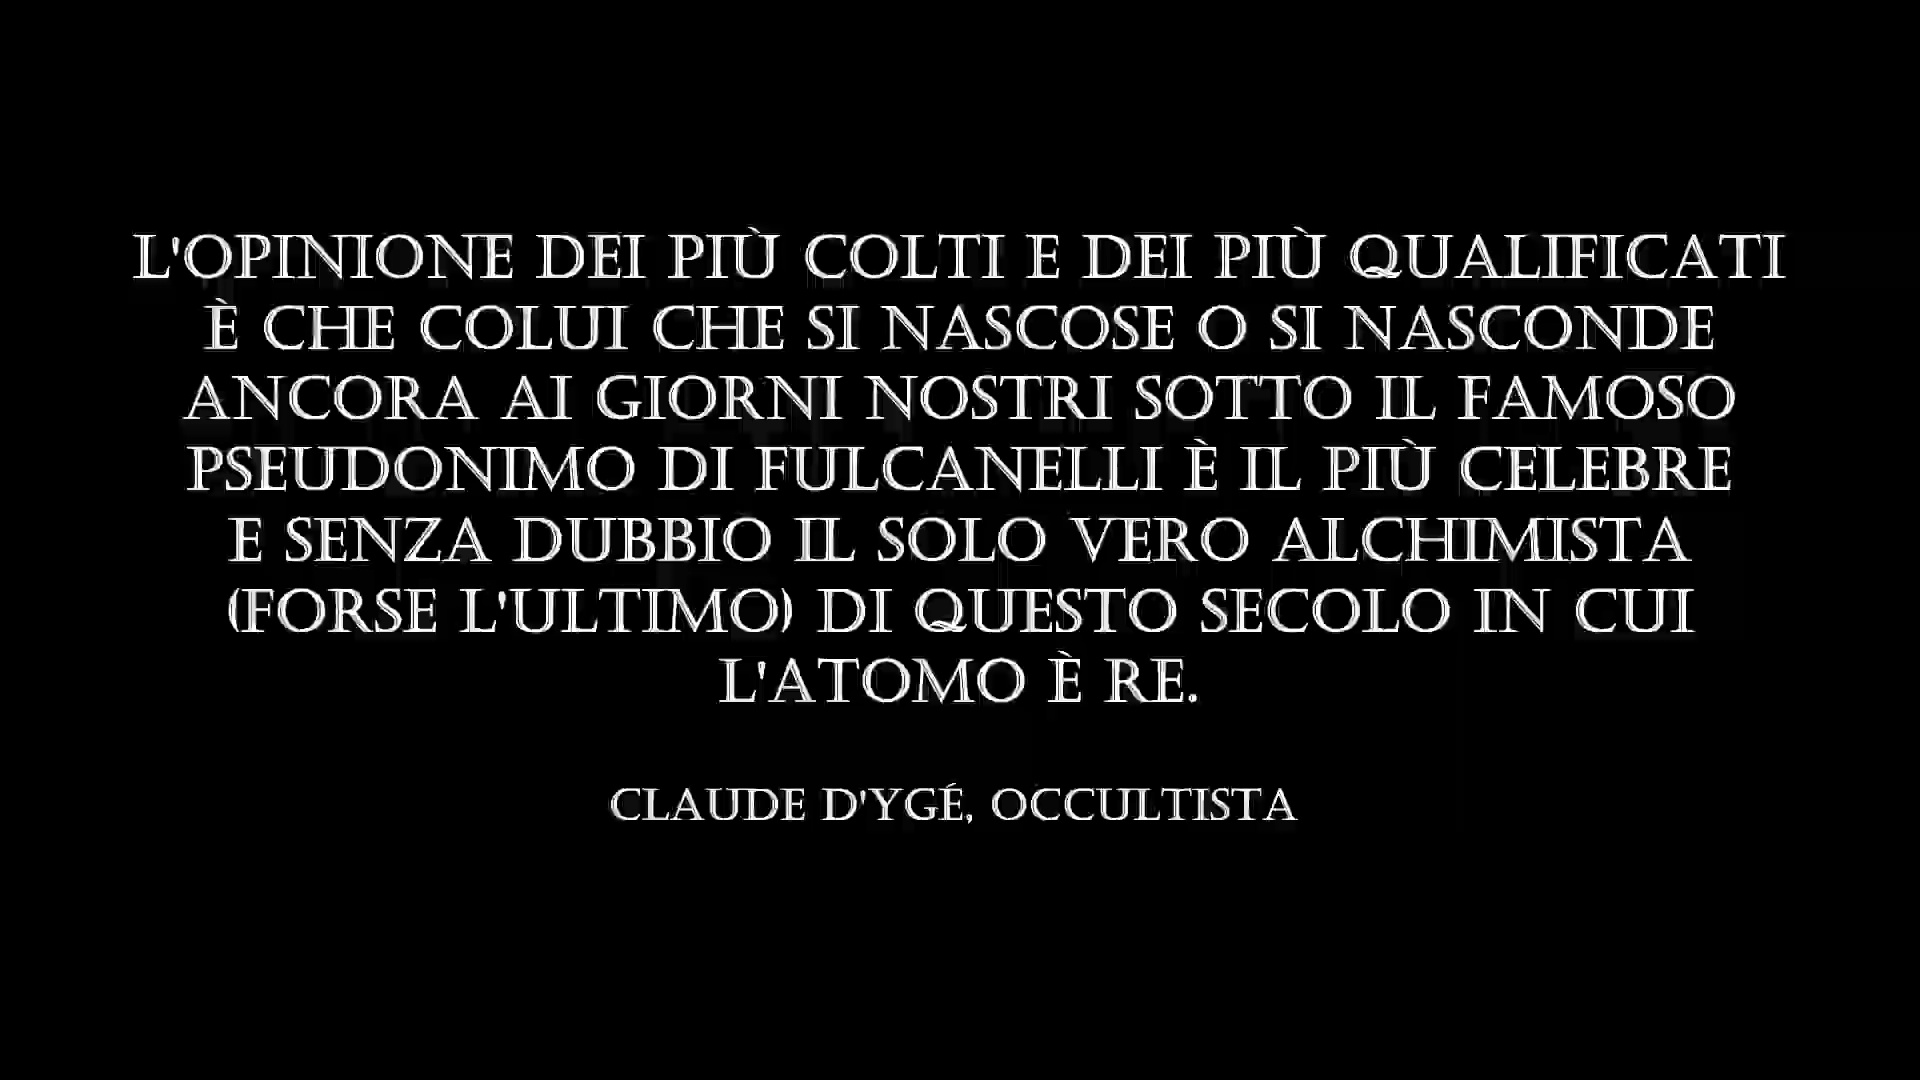 L'OPINIONE DEI PIÙ COLTI E DEI PIÙ QUALIFICATI
È CHE COLUI CHE SI NASCOSE O SI NASCONDE
ANCORA AI GIORNI NOSTRI SOTTO IL FAMOSO
PSEUDONIMO DI FULCANELLI È IL PIÙ CELEBRE
E SENZA DUBBIO IL SOLO VERO ALCHIMISTA
(FORSE L'ULTIMO) DI QUESTO SECOLO IN CUI
L'ATOMO È RE.
CLAUDE D'YGÉ, OCCULTISTA